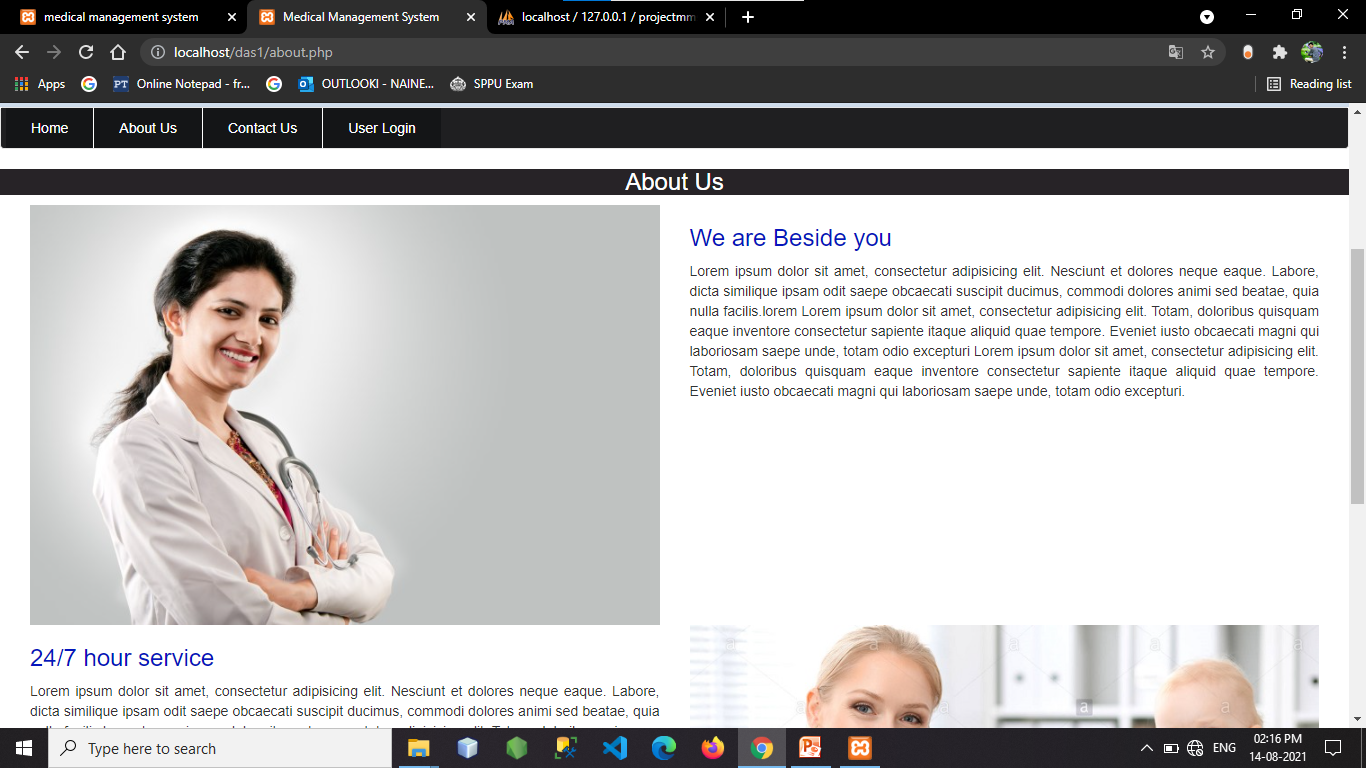 medical management system
Medical Management System
localhost / 127.0.0.1 / projectmm
localhost/das1/about.php
Apps
Online Notepad - fr...
OUTLOOKI - NAINE...
SPPU Exam
Reading list
Home
About Us
Contact Us
User Login
About Us
We are Beside you
Lorem ipsum dolor sit amet, consectetur adipisicing elit. Nesciunt et dolores neque eaque. Labore,
dicta similique ipsam odit saepe obcaecati suscipit ducimus, commodi dolores animi sed beatae, quia
nulla facilis.lorem Lorem ipsum dolor sit amet, consectetur adipisicing elit. Totam, doloribus quisquam
eaque inventore consectetur sapiente itaque aliquid quae tempore. Eveniet iusto obcaecati magni qui
laboriosam saepe unde, totam odio excepturi Lorem ipsum dolor sit amet, consectetur adipisicing elit.
Totam, doloribus quisquam eaque inventore consectetur sapiente itaque aliquid quae tempore.
Eveniet iusto obcaecati magni qui laboriosam saepe unde, totam odio excepturi.
24/7 hour service
Lorem ipsum dolor sit amet, consectetur adipisicing elit. Nesciunt et dolores neque eaque. Labore,
dicta similique ipsam odit saepe obcaecati suscipit ducimus, commodi dolores animi sed beatae, quia
a a a a
a a a
Type here to search
ENG
02:16 PM
14-08-2021